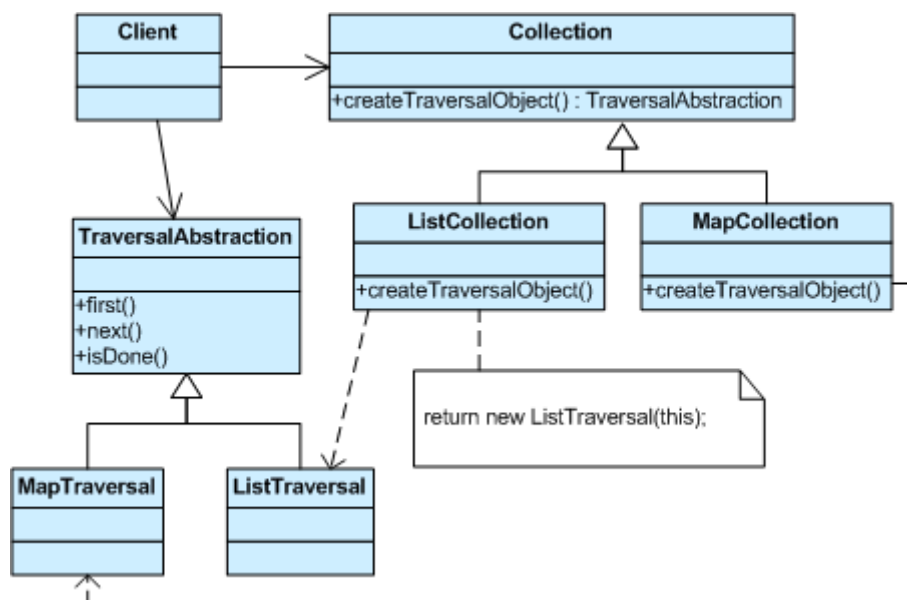 Client
Collection
+createTraversalObject() : TraversalAbstraction
TraversalAbstraction
+first()
+next()
+isDone()
ListCollection
+createTraversalObject()
MapCollection
+createTraversalObject()
return new ListTraversal(this);
MapTraversal
ListTraversal